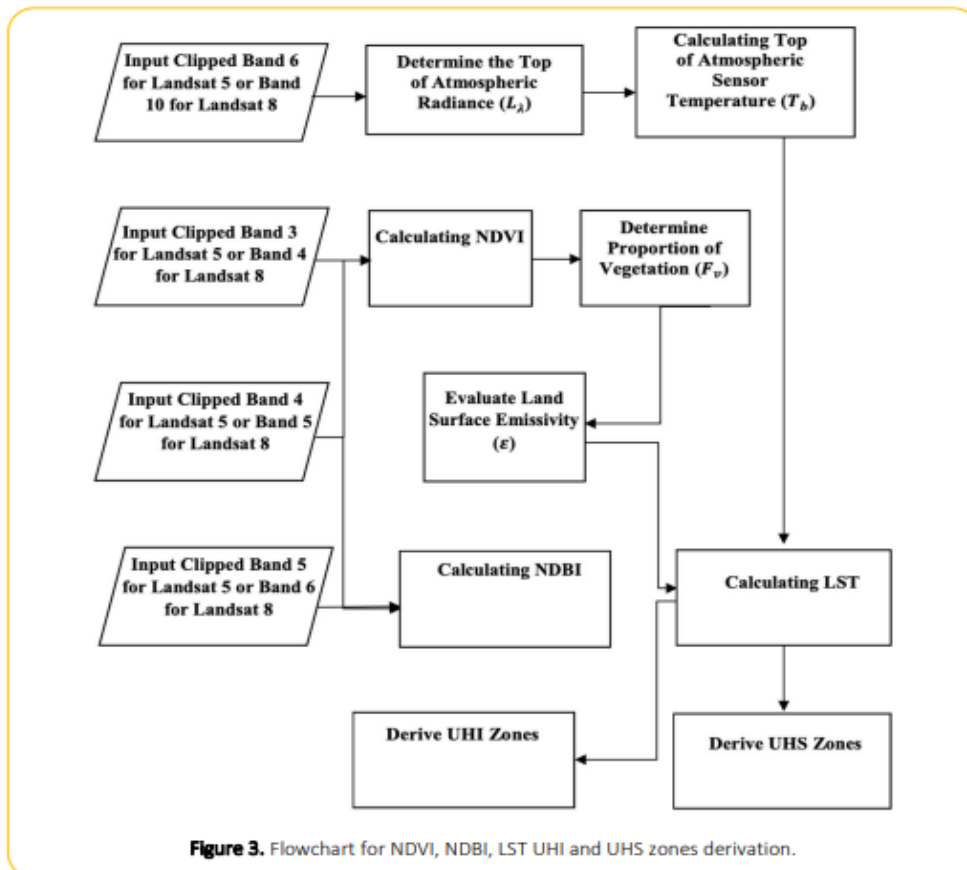 Input Clipped Band 6
for Landsat 5 or Band
10 for Landsat 8
Determine the Top
of Atmospheric
Radiance (L_λ)
Calculating Top
of Atmospheric
Sensor
Temperature (T_b)
Input Clipped Band 3
for Landsat 5 or Band 4
for Landsat 8
Calculating NDVI
Determine
Proportion of
Vegetation (F_v)
Input Clipped Band 4
for Landsat 5 or Band 5
for Landsat 8
Evaluate Land
Surface Emissivity
(ε)
Input Clipped Band 5
for Landsat 5 or Band 6
for Landsat 8
Calculating NDBI
Calculating LST
Derive UHI Zones
Derive UHS Zones
Figure 3. Flowchart for NDVI, NDBI, LST UHI and UHS zones derivation.